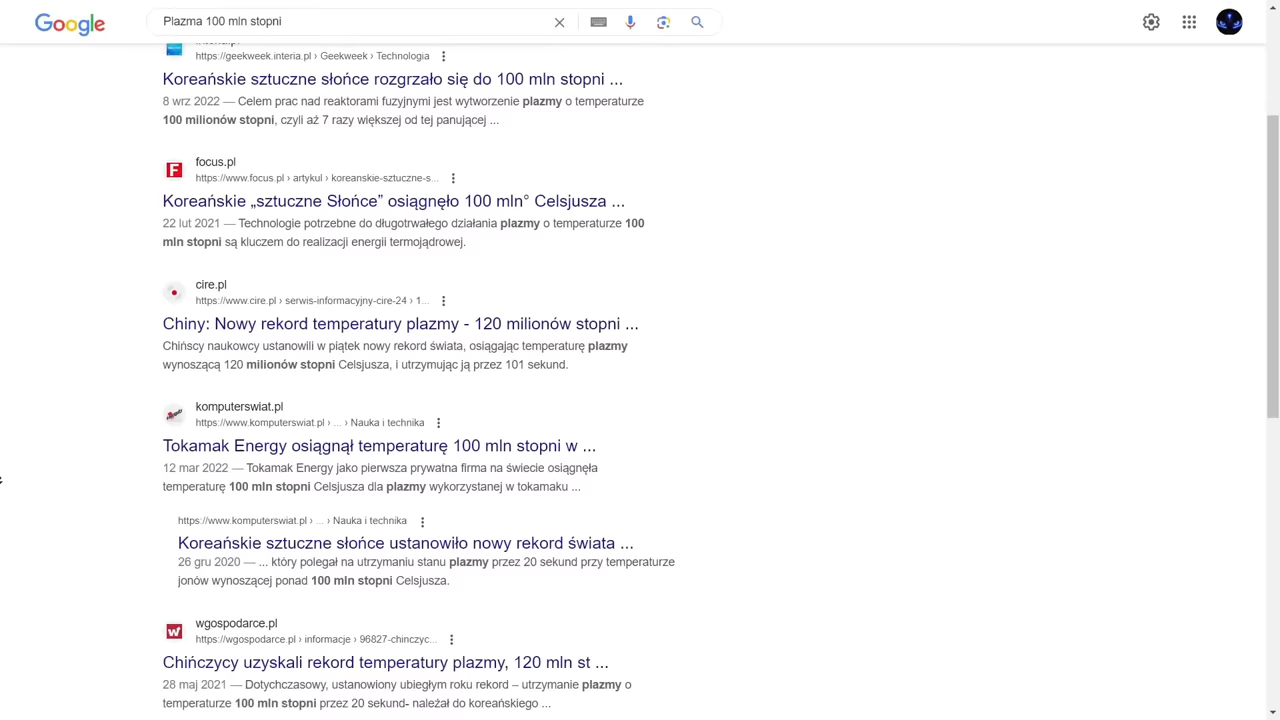 Google
Plazma 100 mln stopni
https://geekweek.interia.pl › Geekweek › Technologia
Koreańskie sztuczne słońce rozgrzało się do 100 mln stopni ...
8 wrz 2022 — Celem prac nad reaktorami fuzyjnymi jest wytworzenie plazmy o temperaturze
100 milionów stopni, czyli aż 7 razy większej od tej panującej ...
focus.pl
https://www.focus.pl › artykul › koreanskie-sztuczne-s...
Koreańskie „sztuczne Słońce” osiągnęło 100 mln° Celsjusza ...
22 lut 2021 — Technologie potrzebne do długotrwałego działania plazmy o temperaturze 100
mln stopni są kluczem do realizacji energii termojądrowej.
cire.pl
https://www.cire.pl › serwis-informacyjny-cire-24 › 1...
Chiny: Nowy rekord temperatury plazmy - 120 milionów stopni ...
Chińscy naukowcy ustanowili w piątek nowy rekord świata, osiągając temperaturę plazmy
wynoszącą 120 milionów stopni Celsjusza, i utrzymując ją przez 101 sekund.
komputerswiat.pl
https://www.komputerswiat.pl › ... › Nauka i technika
Tokamak Energy osiągnął temperaturę 100 mln stopni w ...
12 mar 2022 — Tokamak Energy jako pierwsza prywatna firma na świecie osiągnęła
temperaturę 100 mln stopni Celsjusza dla plazmy wykorzystanej w tokamaku ...
https://www.komputerswiat.pl › ... › Nauka i technika
Koreańskie sztuczne słońce ustanowiło nowy rekord świata ...
26 gru 2020 — ... który polegał na utrzymaniu stanu plazmy przez 20 sekund przy temperaturze
jonów wynoszącej ponad 100 mln stopni Celsjusza.
wgospodarce.pl
https://wgospodarce.pl › informacje › 96827-chinczyc...
Chińczycy uzyskali rekord temperatury plazmy, 120 mln st ...
28 maj 2021 — Dotychczasowy, ustanowiony ubiegłym roku rekord – utrzymanie plazmy o
temperaturze 100 mln stopni przez 20 sekund- należał do koreańskiego ...